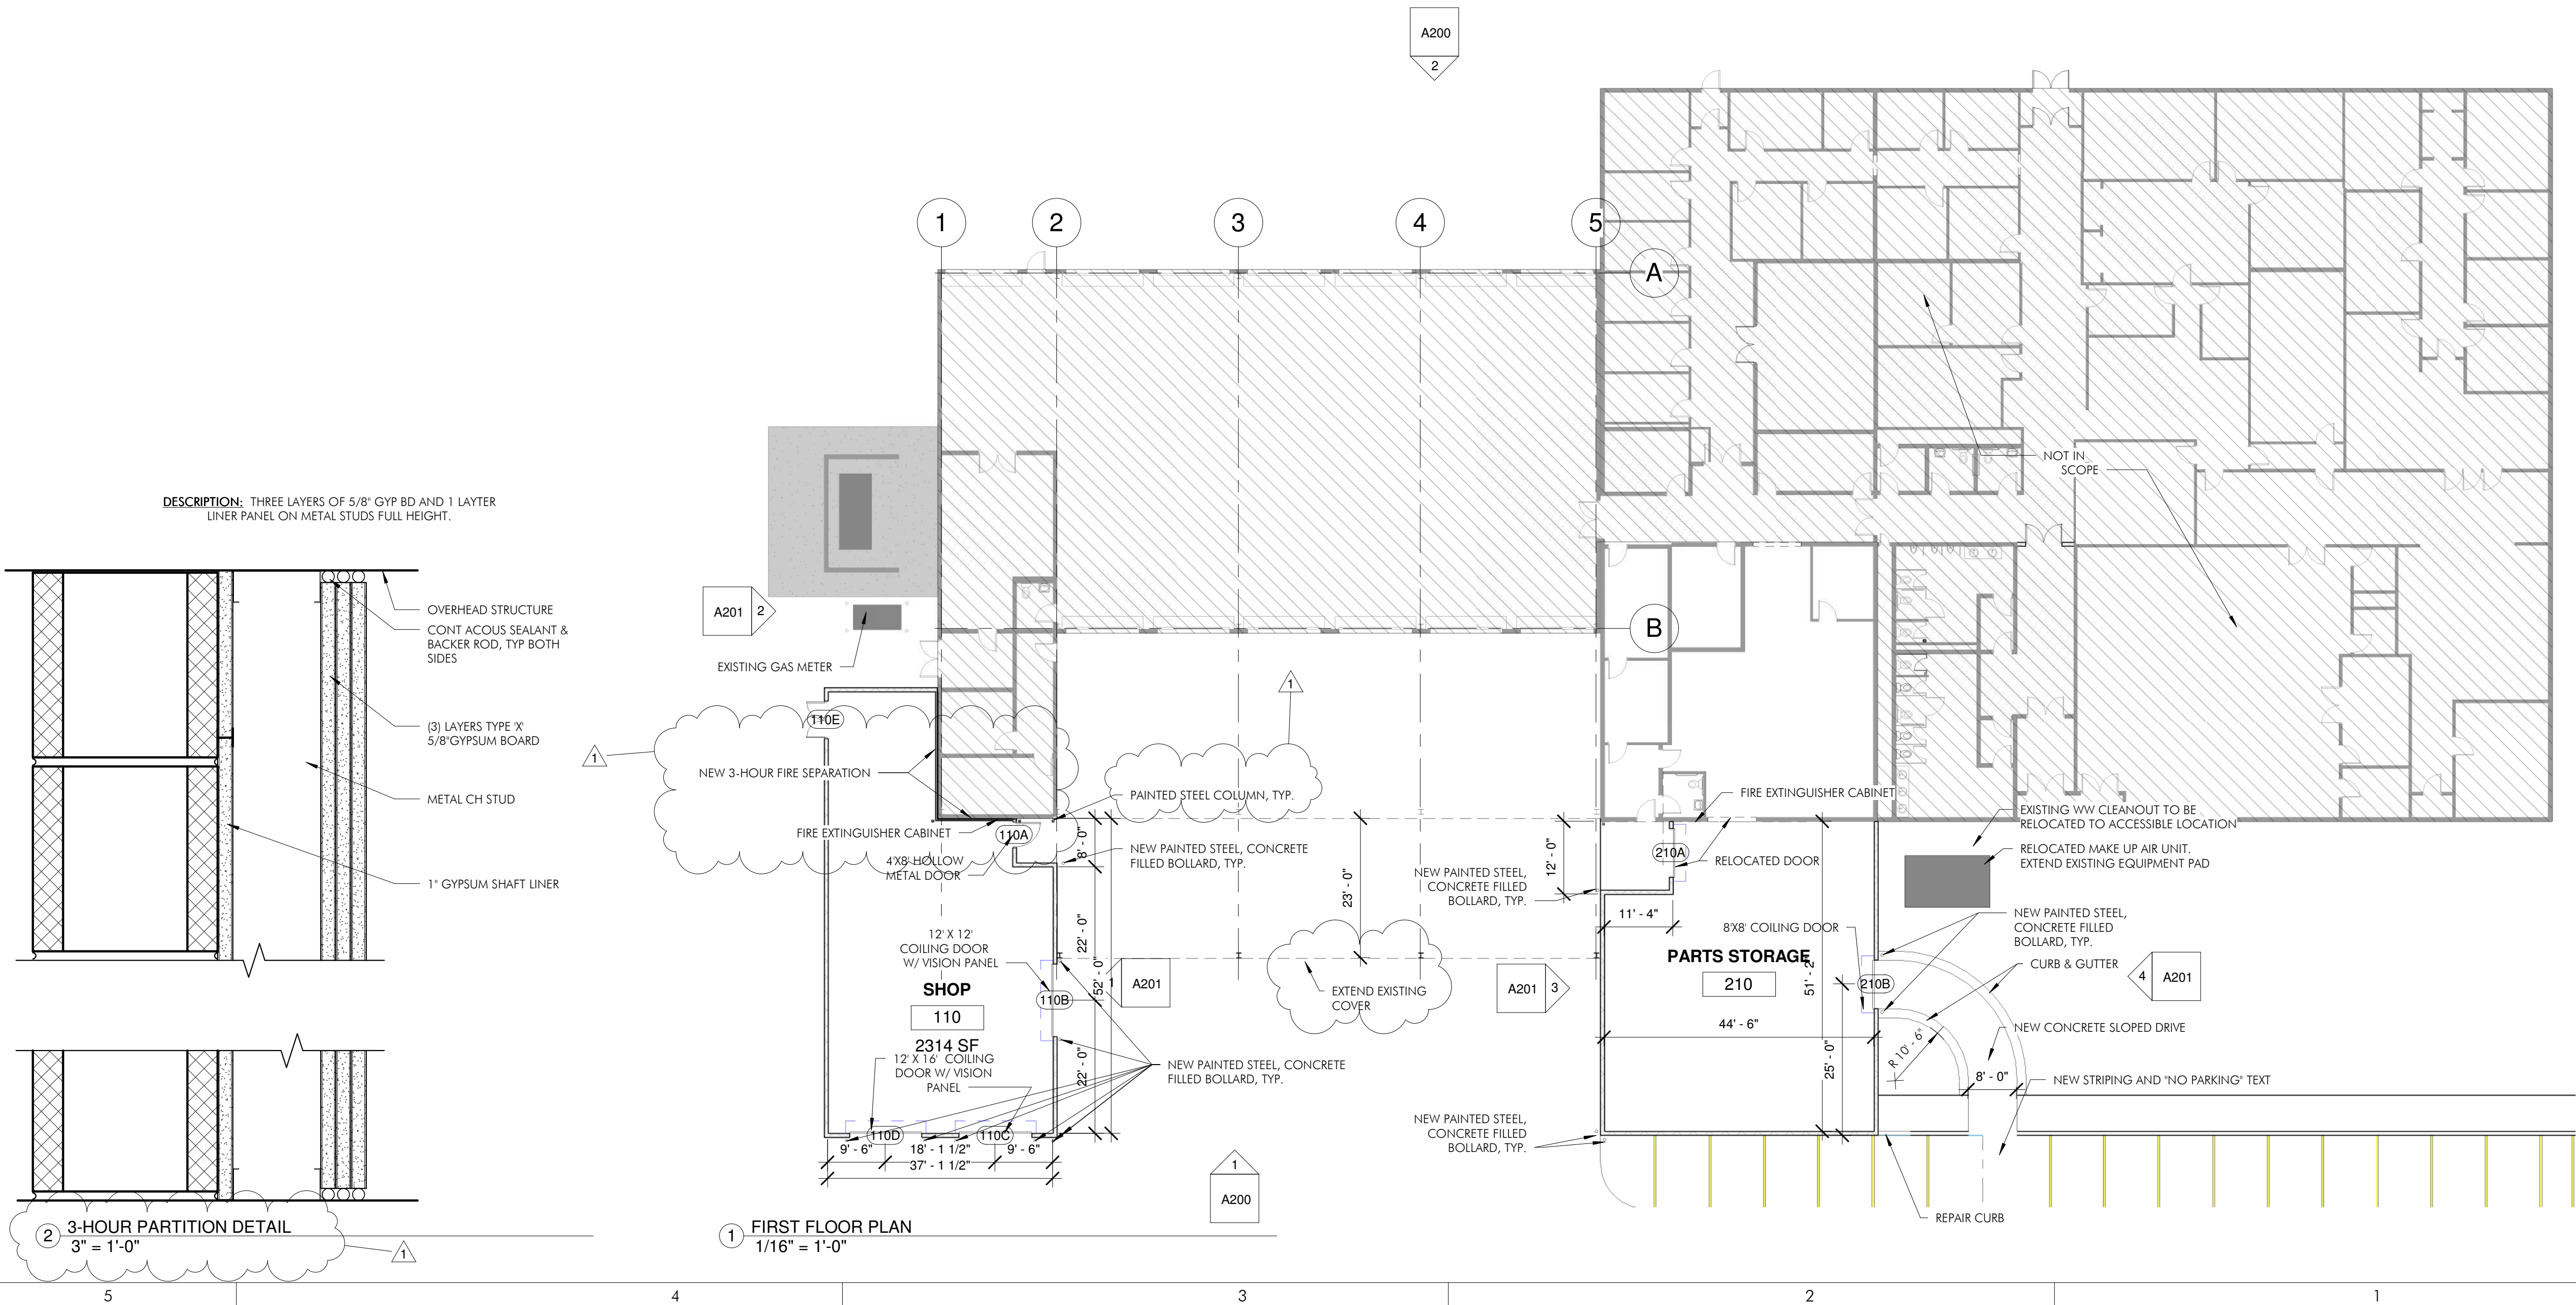 A200
2
1
2
3
4
5
A
B
NOT IN
SCOPE
DESCRIPTION: THREE LAYERS OF 5/8" GYP BD AND 1 LAYTER
LINER PANEL ON METAL STUDS FULL HEIGHT.
OVERHEAD STRUCTURE
CONT ACOUS SEALANT &
BACKER ROD, TYP BOTH
SIDES
(3) LAYERS TYPE 'X'
5/8"GYPSUM BOARD
METAL CH STUD
1" GYPSUM SHAFT LINER
2
3-HOUR PARTITION DETAIL
3" = 1'-0"
1
A201
2
EXISTING GAS METER
110E
1
NEW 3-HOUR FIRE SEPARATION
1
PAINTED STEEL COLUMN, TYP.
FIRE EXTINGUISHER CABINET
110A
4'X8' HOLLOW
METAL DOOR
8' - 0"
NEW PAINTED STEEL, CONCRETE
FILLED BOLLARD, TYP.
22' - 0"
12' X 12'
COILING DOOR
W/ VISION PANEL
52' - 0"
1
A201
SHOP
110
2314 SF
110B
12' X 16' COILING
DOOR W/ VISION
PANEL
22' - 0"
NEW PAINTED STEEL, CONCRETE
FILLED BOLLARD, TYP.
110D
110C
9' - 6"
18' - 1 1/2"
9' - 6"
37' - 1 1/2"
1
A200
1
FIRST FLOOR PLAN
1/16" = 1'-0"
23' - 0"
EXTEND EXISTING
COVER
A201
3
12' - 0"
NEW PAINTED STEEL,
CONCRETE FILLED
BOLLARD, TYP.
FIRE EXTINGUISHER CABINET
210A
RELOCATED DOOR
11' - 4"
8'X8' COILING DOOR
PARTS STORAGE
210
51' - 2"
210B
44' - 6"
25' - 0"
NEW PAINTED STEEL,
CONCRETE FILLED
BOLLARD, TYP.
EXISTING WW CLEANOUT TO BE
RELOCATED TO ACCESSIBLE LOCATION
RELOCATED MAKE UP AIR UNIT.
EXTEND EXISTING EQUIPMENT PAD
NEW PAINTED STEEL,
CONCRETE FILLED
BOLLARD, TYP.
CURB & GUTTER
4
A201
NEW CONCRETE SLOPED DRIVE
R 10' - 6"
8' - 0"
NEW STRIPING AND "NO PARKING" TEXT
REPAIR CURB
5
4
3
2
1